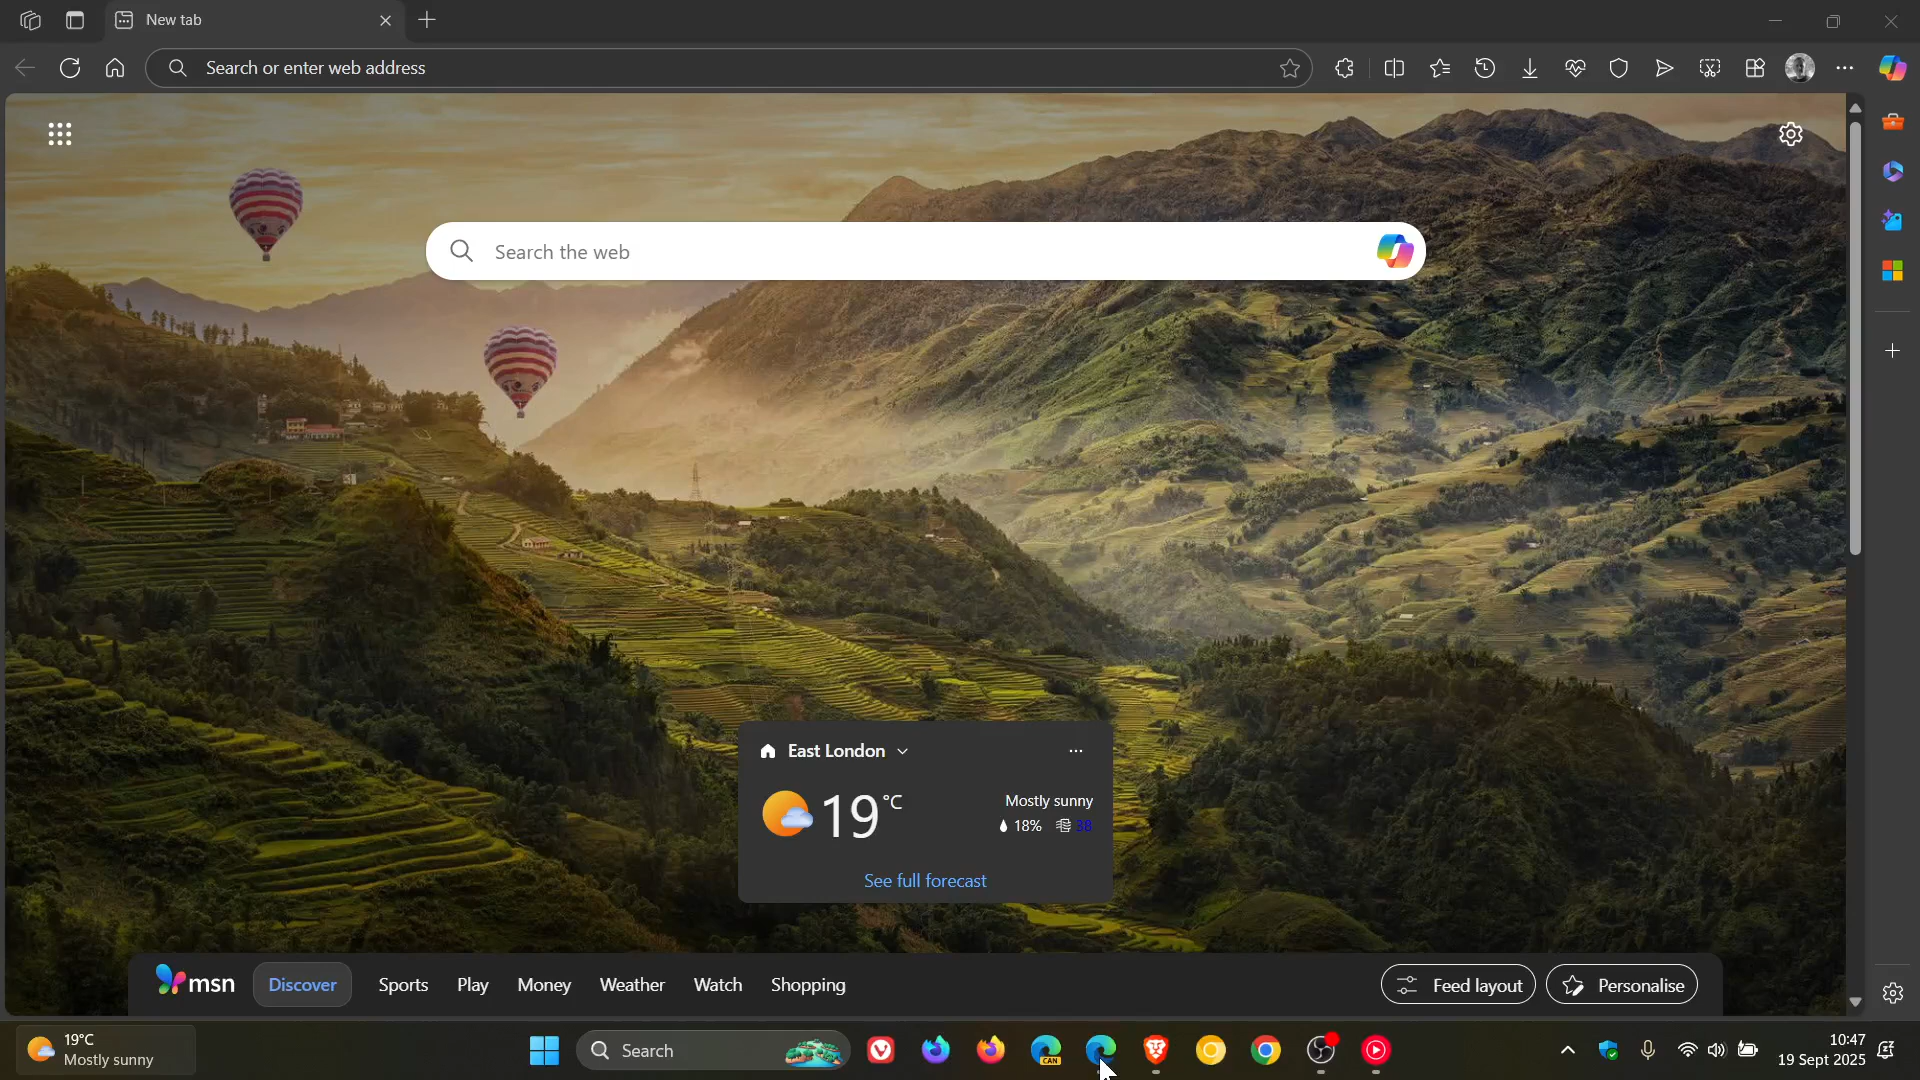 New tab
Search or enter web address
Search the web
East London
19 °C
Mostly sunny
18% 38
See full forecast
msn Discover Sports Play Money Weather Watch Shopping Feed layout Personalise
19°C
Mostly sunny
Search
CAN
10:47
19 Sept 2025